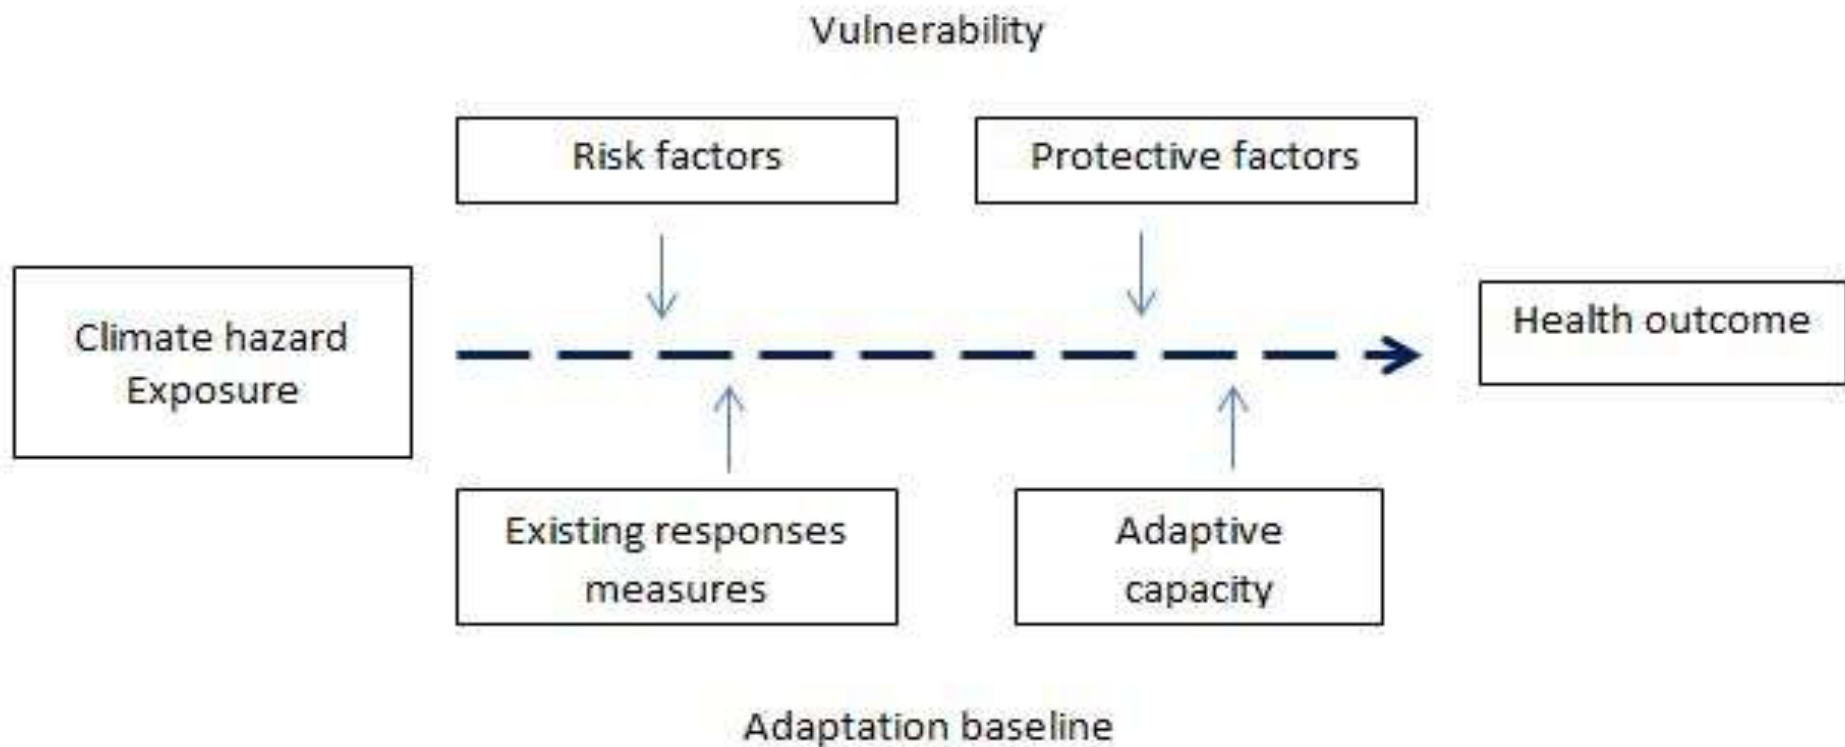 Vulnerability
Risk factors
Protective factors
Climate hazard
Exposure
Health outcome
Existing responses
measures
Adaptive
capacity
Adaptation baseline